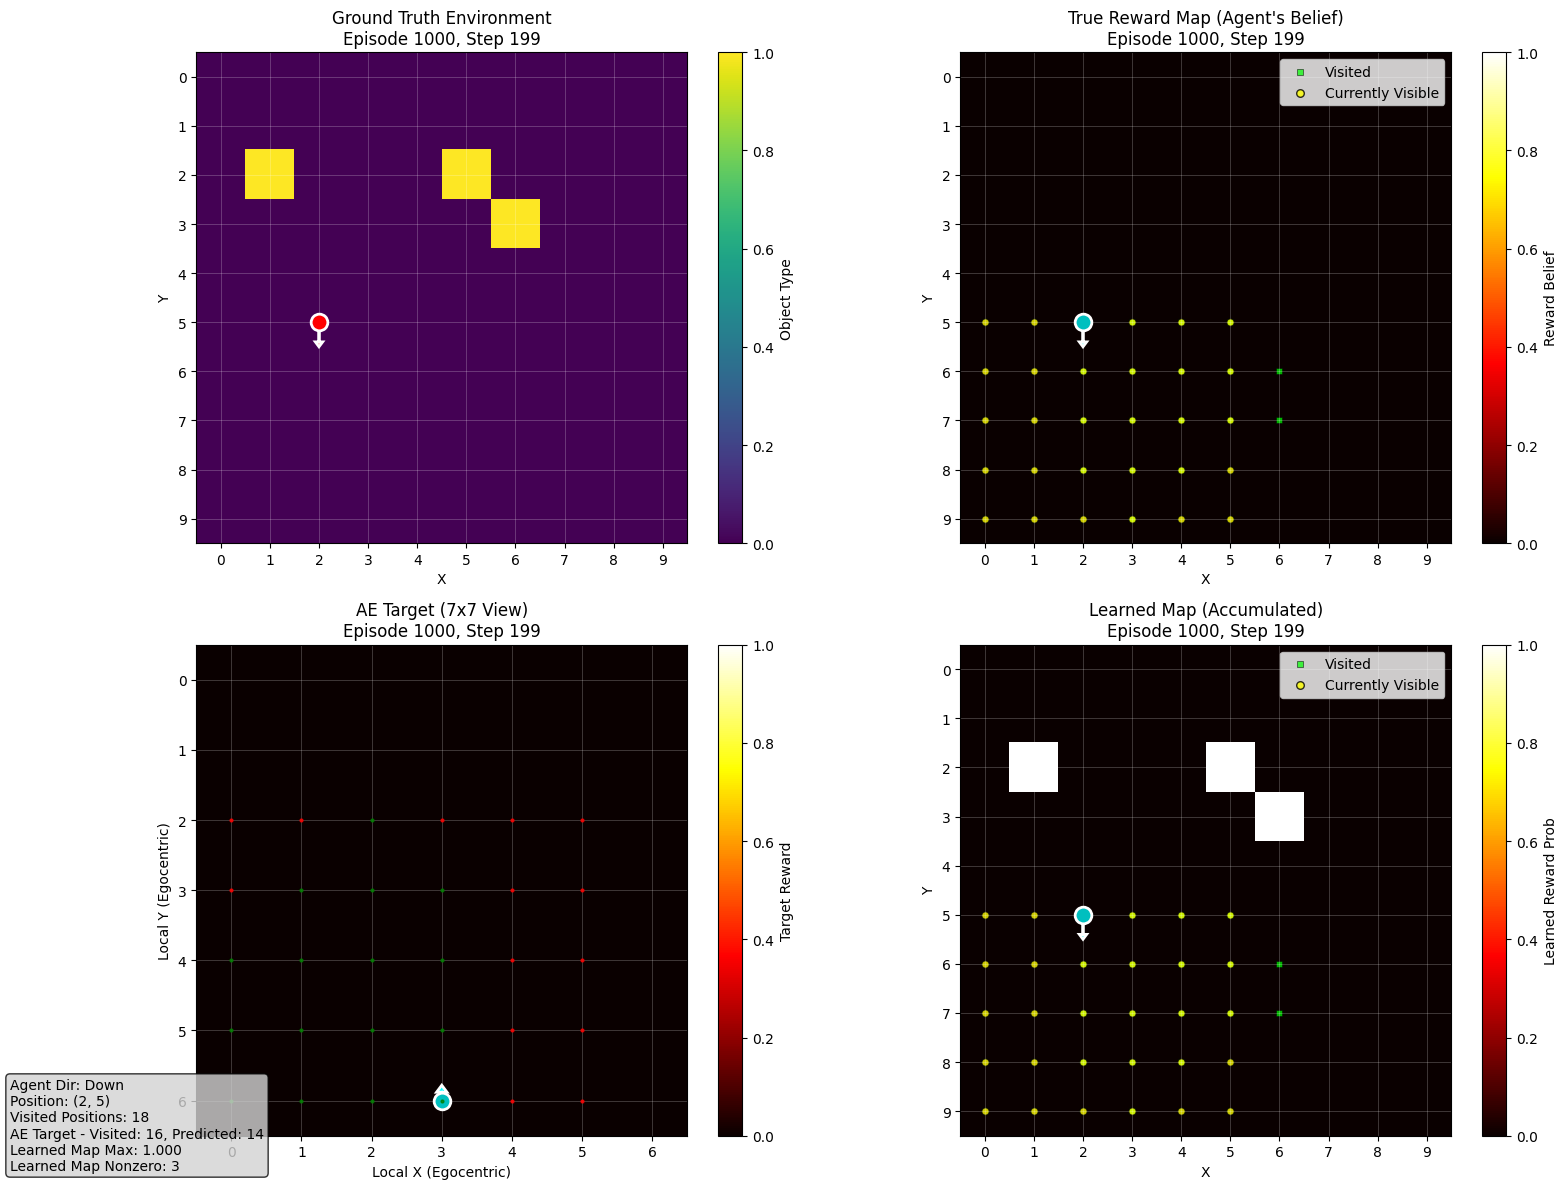 Ground Truth Environment
Episode 1000, Step 199
0
1
2
3
4
5
6
7
8
9
Y
0 1 2 3 4 5 6 7 8 9
X
1.0
0.8
0.6
0.4
0.2
0.0
Object Type
True Reward Map (Agent's Belief)
Episode 1000, Step 199
Visited
Currently Visible
0
1
2
3
4
5
6
7
8
9
Y
0 1 2 3 4 5 6 7 8 9
X
1.0
0.8
0.6
0.4
0.2
0.0
Reward Belief
AE Target (7x7 View)
Episode 1000, Step 199
0
1
2
3
4
5
6
Local Y (Egocentric)
0 1 2 3 4 5 6
Local X (Egocentric)
1.0
0.8
0.6
0.4
0.2
0.0
Target Reward
Agent Dir: Down
Position: (2, 5)
Visited Positions: 18
AE Target - Visited: 16, Predicted: 14
Learned Map Max: 1.000
Learned Map Nonzero: 3
Learned Map (Accumulated)
Episode 1000, Step 199
Visited
Currently Visible
0
1
2
3
4
5
6
7
8
9
Y
0 1 2 3 4 5 6 7 8 9
X
1.0
0.8
0.6
0.4
0.2
0.0
Learned Reward Prob